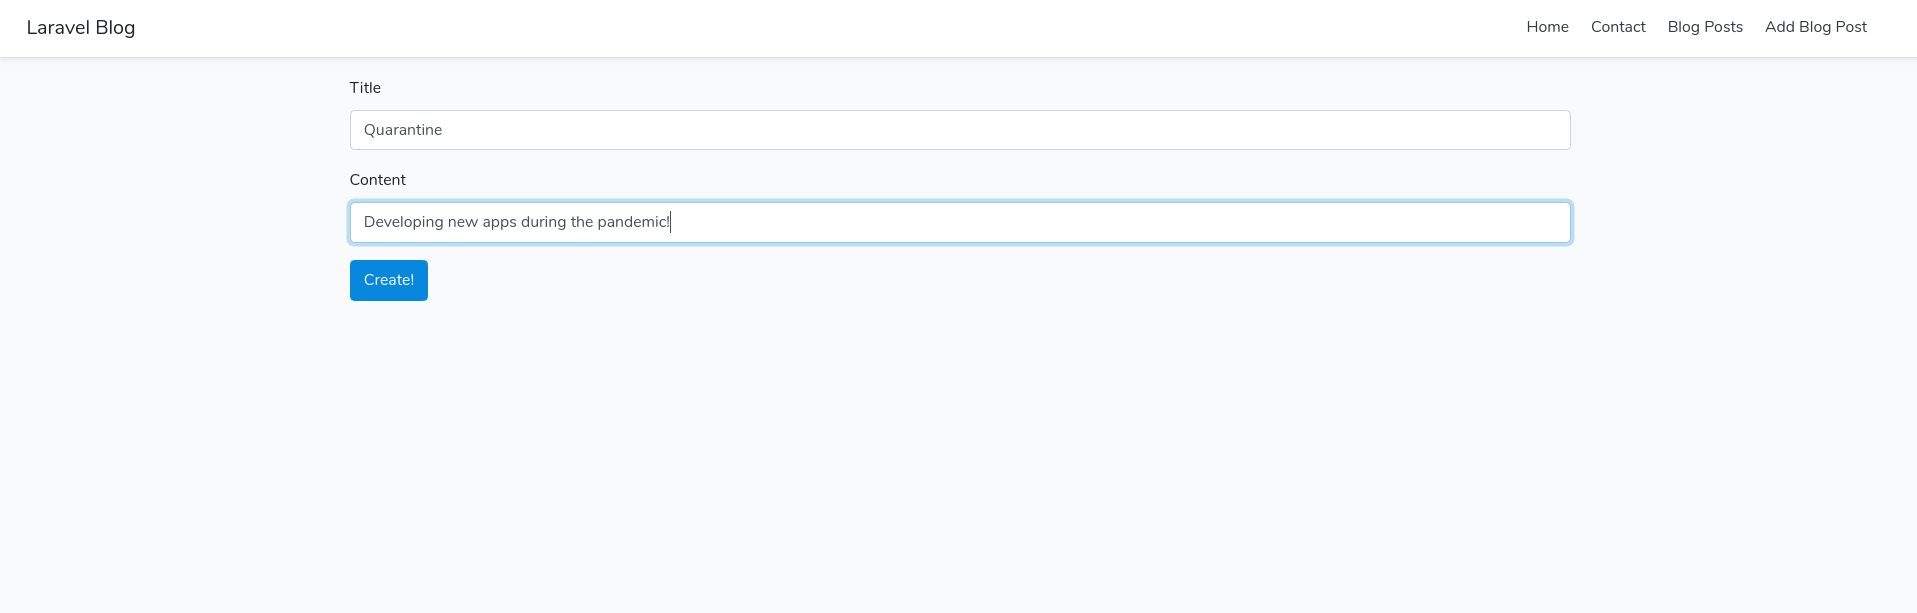 Laravel Blog
Home Contact Blog Posts Add Blog Post
Title
Quarantine
Content
Developing new apps during the pandemic!
Create!